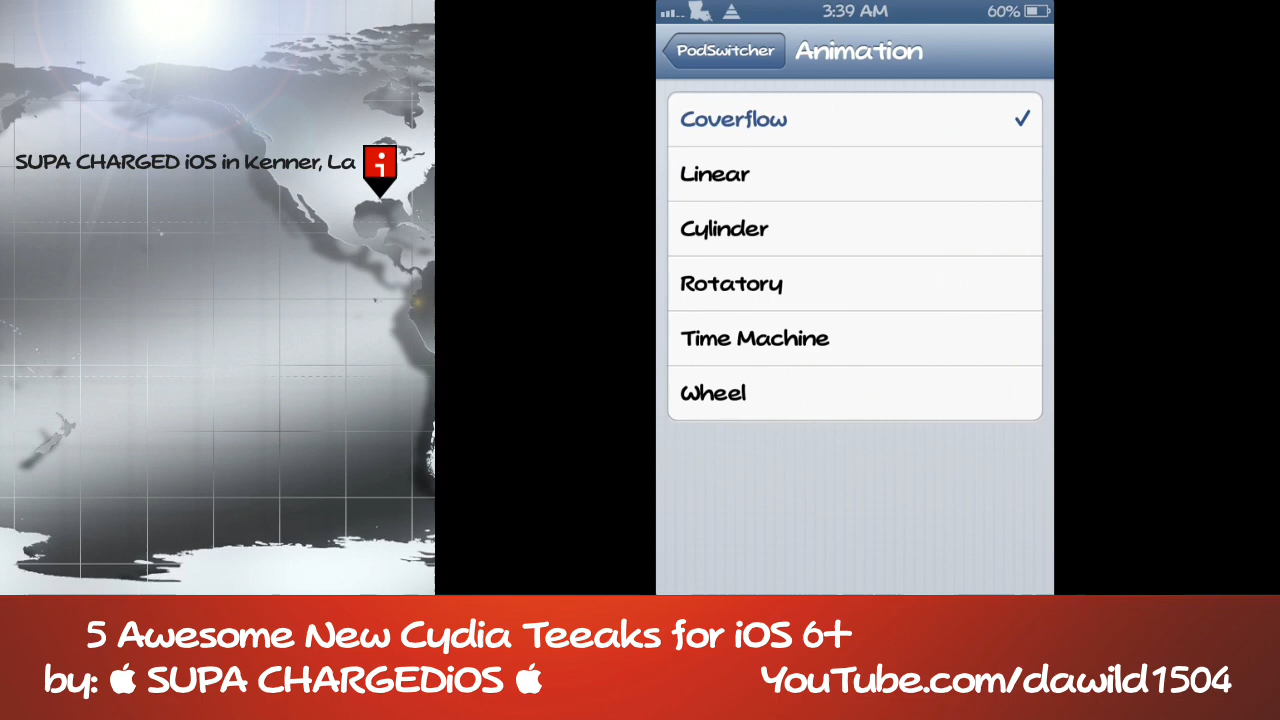 SUPA CHARGED iOS in Kenner, La
3:39 AM
60%
PodSwitcher
Animation
Coverflow
Linear
Cylinder
Rotatory
Time Machine
Wheel
5 Awesome New Cydia Teeaks for iOS 6+
by: SUPA CHARGEDiOS
YouTube.com/dawild1504